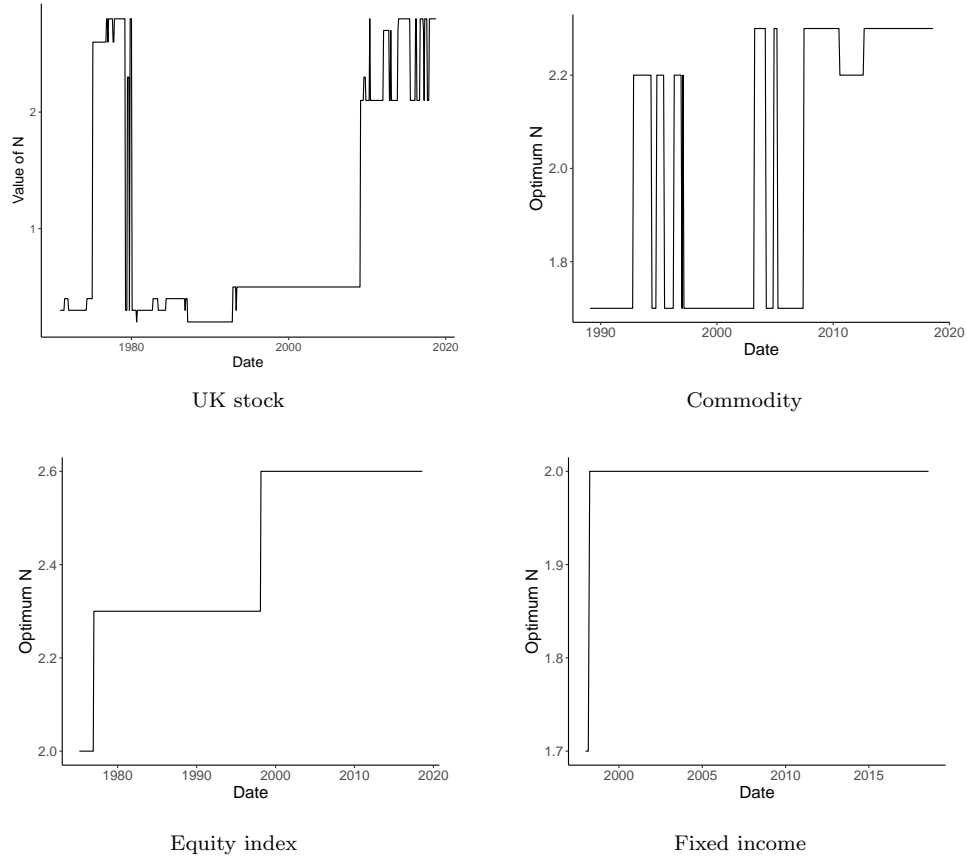 Value of N
2
1
1980
2000
2020
Date
UK stock
Optimum N
2.2
2.0
1.8
1990
2000
2010
2020
Date
Commodity
Optimum N
2.6
2.4
2.2
2.0
1980
1990
2000
2010
2020
Date
Equity index
Optimum N
2.0
1.9
1.8
1.7
2000
2005
2010
2015
Date
Fixed income